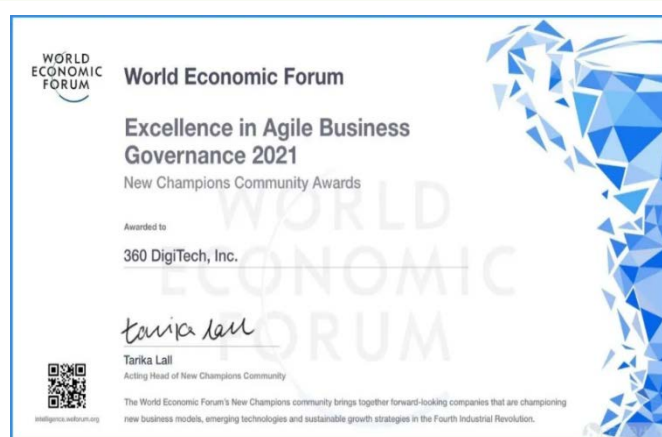 WORLD
ECONOMIC
FORUM
World Economic Forum
Excellence in Agile Business
Governance 2021
New Champions Community Awards
Awarded to
360 DigiTech, Inc.
WORLD
ECONOMIC
FORUM
Tarika Lall
Tarika Lall
Acting Head of New Champions Community
The World Economic Forum's New Champions community brings together forward-looking companies that are championing
new business models, emerging technologies and sustainable growth strategies in the Fourth Industrial Revolution.
intelligence.weforum.org